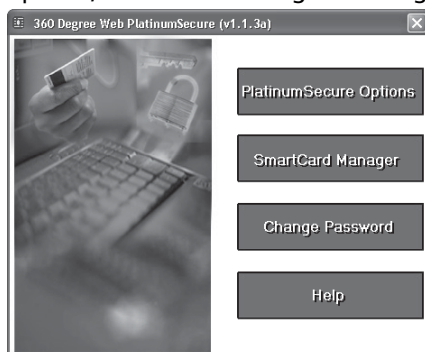 360 Degree Web PlatinumSecure (v1.1.3a)
PlatinumSecure Options
SmartCard Manager
Change Password
Help